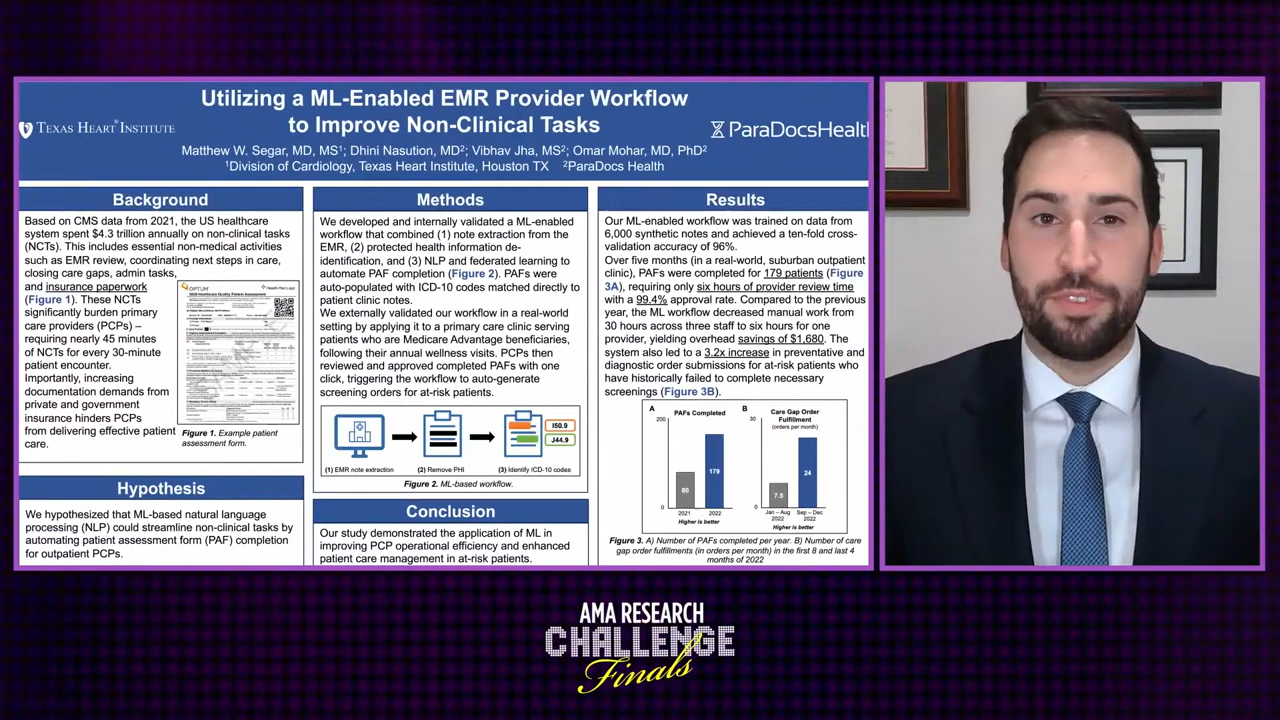 Utilizing a ML-Enabled EMR Provider Workflow
to Improve Non-Clinical Tasks
TEXAS HEART® INSTITUTE
ParaDocsHealth
Matthew W. Segar, MD, MS¹; Dhini Nasution, MD²; Vibhav Jha, MS²; Omar Mohar, MD, PhD²
¹Division of Cardiology, Texas Heart Institute, Houston TX ²ParaDocs Health
Background
Based on CMS data from 2021, the US healthcare
system spent $4.3 trillion annually on non-clinical tasks
(NCTs). This includes essential non-medical activities
such as EMR review, coordinating next steps in care,
closing care gaps, admin tasks,
and insurance paperwork
(Figure 1). These NCTs
significantly burden primary
care providers (PCPs) –
requiring nearly 45 minutes
of NCTs for every 30-minute
patient encounter.
Importantly, increasing
documentation demands from
private and government
insurance hinders PCPs
from delivering effective patient
care.
OPTUM
Health Plan Logo
Figure 1. Example patient
assessment form.
Hypothesis
We hypothesized that ML-based natural language
processing (NLP) could streamline non-clinical tasks by
automating patient assessment form (PAF) completion
for outpatient PCPs.
Methods
We developed and internally validated a ML-enabled
workflow that combined (1) note extraction from the
EMR, (2) protected health information de-
identification, and (3) NLP and federated learning to
automate PAF completion (Figure 2). PAFs were
auto-populated with ICD-10 codes matched directly to
patient clinic notes.
We externally validated our workflow in a real-world
setting by applying it to a primary care clinic serving
patients who are Medicare Advantage beneficiaries,
following their annual wellness visits. PCPs then
reviewed and approved completed PAFs with one
click, triggering the workflow to auto-generate
screening orders for at-risk patients.
I50.9
J44.9
(1) EMR note extraction
(2) Remove PHI
(3) Identify ICD-10 codes
Figure 2. ML-based workflow.
Conclusion
Our study demonstrated the application of ML in
improving PCP operational efficiency and enhanced
patient care management in at-risk patients.
Results
Our ML-enabled workflow was trained on data from
6,000 synthetic notes and achieved a ten-fold cross-
validation accuracy of 96%.
Over five months (in a real-world, suburban outpatient
clinic), PAFs were completed for 179 patients (Figure
3A), requiring only six hours of provider review time
with a 99.4% approval rate. Compared to the previous
year, the ML workflow decreased manual work from
30 hours across three staff to six hours for one
provider, yielding overhead savings of $1,680. The
system also led to a 3.2x increase in preventative and
diagnostic order submissions for at-risk patients who
have historically failed to complete necessary
screenings (Figure 3B).
A
PAFs Completed
200
0
80
179
2021
2022
Higher is better
B
Care Gap Order
Fulfillment
(orders per month)
30
0
7.5
24
Jan – Aug
2022
Sep – Dec
2022
Higher is better
Figure 3. A) Number of PAFs completed per year. B) Number of care
gap order fulfillments (in orders per month) in the first 8 and last 4
months of 2022
AMA RESEARCH
CHALLENGE
Finals